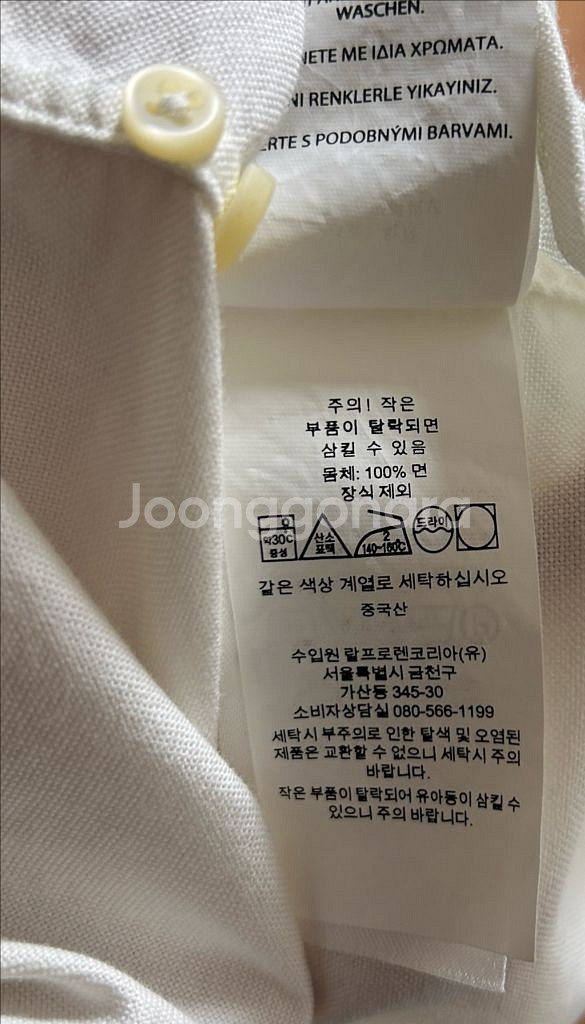 WASCHEN.
ΝΕΤΕ ΜΕ ΙΔΙΑ ΧΡΩΜΑΤΑ.
NI RENKLERLE YIKAYINIZ.
ERTE S PODOBNÝMI BARVAMI.
주의! 작은
부품이 탈락되면
삼킬 수 있음
몸체: 100% 면
장식 제외
Joonggonara
약30℃
중성
산소
표백
2
140~160℃
드라이
같은 색상 계열로 세탁하십시오
중국산
수입원 랄프로렌코리아(유)
서울특별시 금천구
가산동 345-30
소비자상담실 080-566-1199
세탁시 부주의로 인한 탈색 및 오염된
제품은 교환할 수 없으니 세탁시 주의
바랍니다.
작은 부품이 탈락되어 유아동이 삼킬 수
있으니 주의 바랍니다.